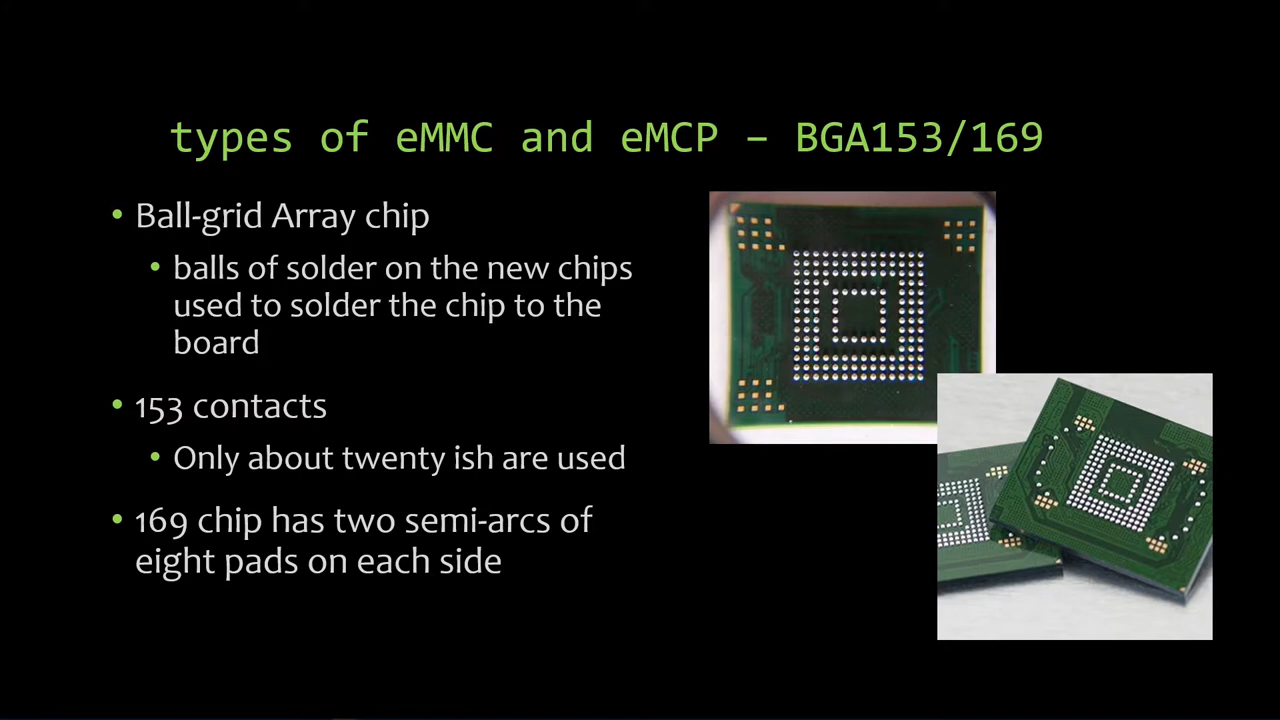 types of eMMC and eMCP – BGA153/169
• Ball-grid Array chip
• balls of solder on the new chips
used to solder the chip to the
board
• 153 contacts
• Only about twenty ish are used
• 169 chip has two semi-arcs of
eight pads on each side